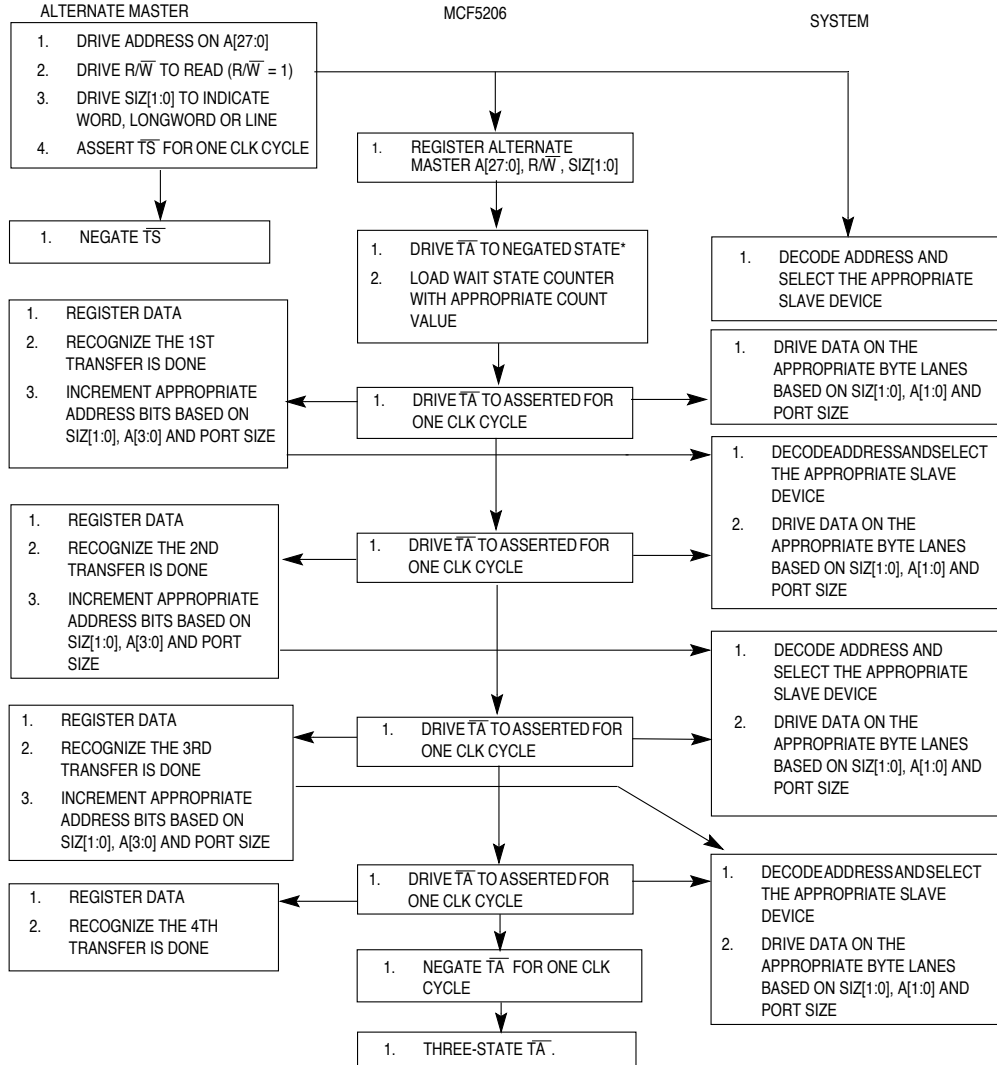 ALTERNATE MASTER
1. DRIVE ADDRESS ON A[27:0]
2. DRIVE R/W̅ TO READ (R/W̅ = 1)
3. DRIVE SIZ[1:0] TO INDICATE
WORD, LONGWORD OR LINE
4. ASSERT T̅S̅ FOR ONE CLK CYCLE
1. NEGATE T̅S̅
1. REGISTER DATA
2. RECOGNIZE THE 1ST
TRANSFER IS DONE
3. INCREMENT APPROPRIATE
ADDRESS BITS BASED ON
SIZ[1:0], A[3:0] AND PORT SIZE
1. REGISTER DATA
2. RECOGNIZE THE 2ND
TRANSFER IS DONE
3. INCREMENT APPROPRIATE
ADDRESS BITS BASED ON
SIZ[1:0], A[3:0] AND PORT
SIZE
1. REGISTER DATA
2. RECOGNIZE THE 3RD
TRANSFER IS DONE
3. INCREMENT APPROPRIATE
ADDRESS BITS BASED ON
SIZ[1:0], A[3:0] AND PORT SIZE
1. REGISTER DATA
2. RECOGNIZE THE 4TH
TRANSFER IS DONE
MCF5206
1. REGISTER ALTERNATE
MASTER A[27:0], R/W̅, SIZ[1:0]
1. DRIVE T̅A̅ TO NEGATED STATE*
2. LOAD WAIT STATE COUNTER
WITH APPROPRIATE COUNT
VALUE
1. DRIVE T̅A̅ TO ASSERTED FOR
ONE CLK CYCLE
1. DRIVE T̅A̅ TO ASSERTED FOR
ONE CLK CYCLE
1. DRIVE T̅A̅ TO ASSERTED FOR
ONE CLK CYCLE
1. DRIVE T̅A̅ TO ASSERTED FOR
ONE CLK CYCLE
1. NEGATE T̅A̅ FOR ONE CLK
CYCLE
1. THREE-STATE T̅A̅.
SYSTEM
1. DECODE ADDRESS AND
SELECT THE APPROPRIATE
SLAVE DEVICE
1. DRIVE DATA ON THE
APPROPRIATE BYTE LANES
BASED ON SIZ[1:0], A[1:0] AND
PORT SIZE
1. DECODE ADDRESS AND SELECT
THE APPROPRIATE SLAVE
DEVICE
2. DRIVE DATA ON THE
APPROPRIATE BYTE LANES
BASED ON SIZ[1:0], A[1:0] AND
PORT SIZE
1. DECODE ADDRESS AND
SELECT THE APPROPRIATE
SLAVE DEVICE
2. DRIVE DATA ON THE
APPROPRIATE BYTE LANES
BASED ON SIZ[1:0], A[1:0] AND
PORT SIZE
1. DECODE ADDRESS AND SELECT
THE APPROPRIATE SLAVE
DEVICE
2. DRIVE DATA ON THE
APPROPRIATE BYTE LANES
BASED ON SIZ[1:0], A[1:0] AND
PORT SIZE